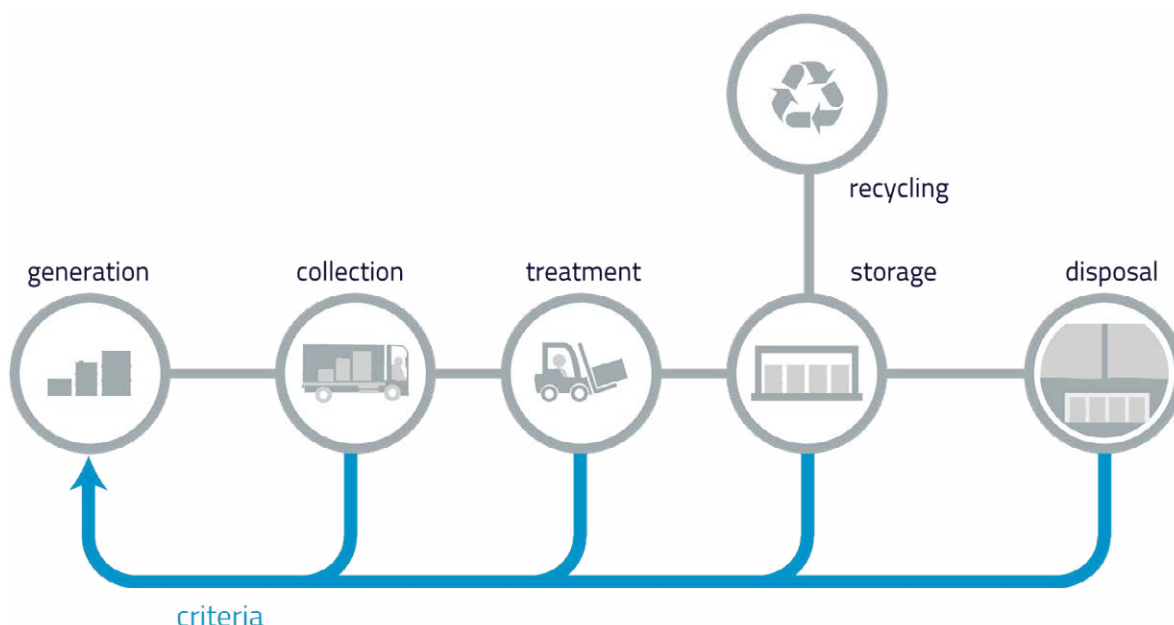 recycling
generation
collection
treatment
storage
disposal
criteria